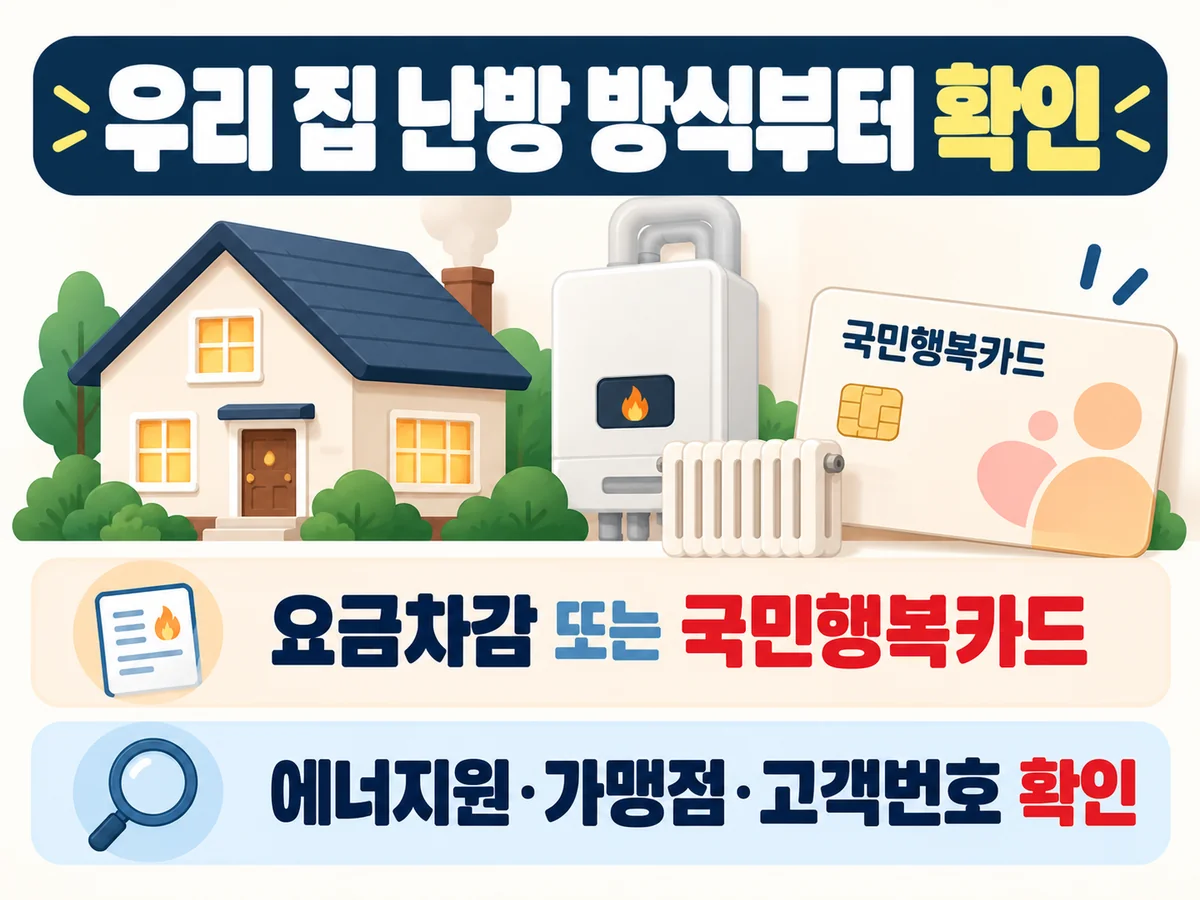 우리 집 난방 방식부터 확인
국민행복카드
요금차감 또는 국민행복카드
에너지원·가맹점·고객번호 확인